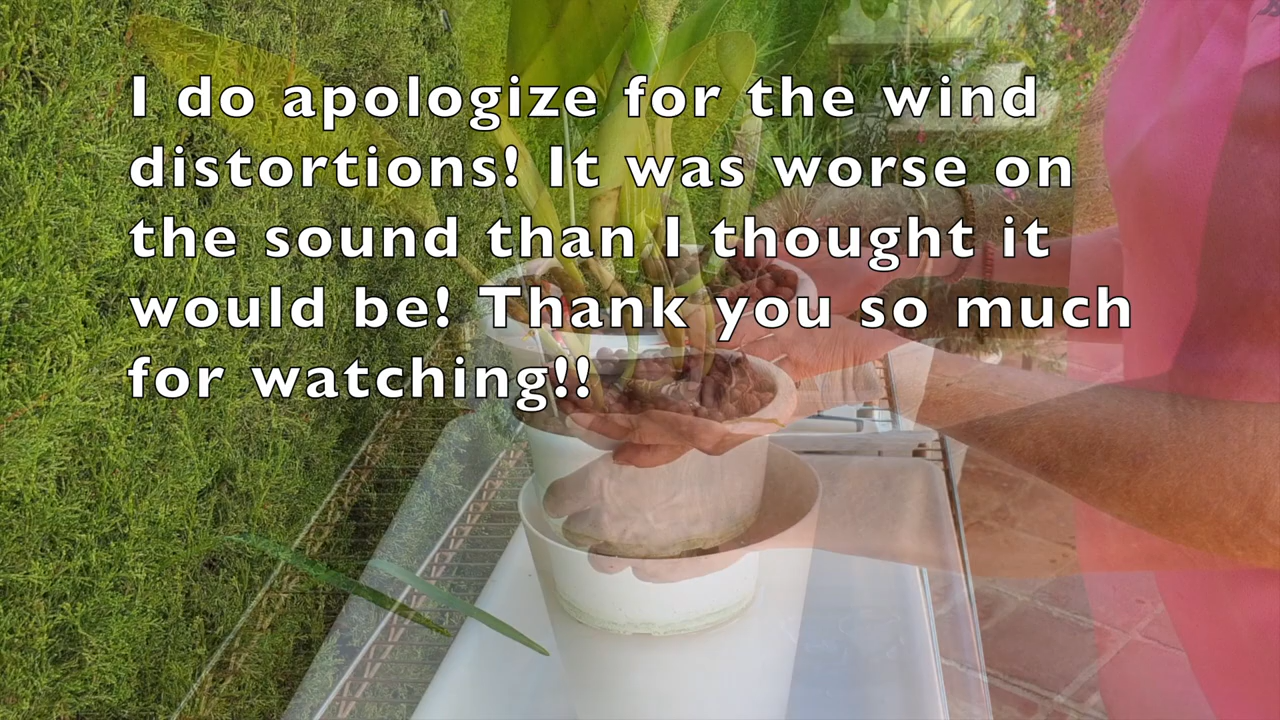 I do apologize for the wind
distortions! It was worse on
the sound than I thought it
would be! Thank you so much
for watching!!